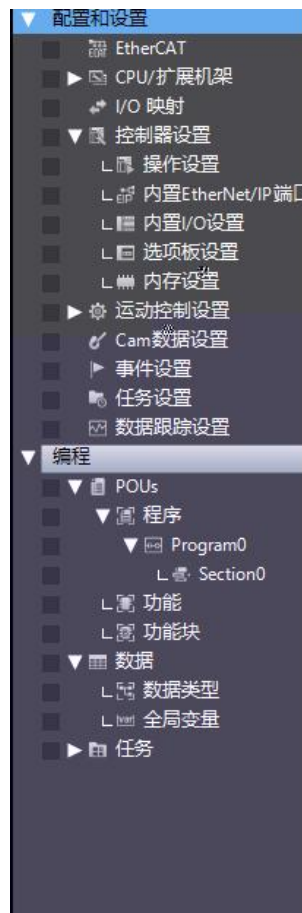 配置和设置
EtherCAT
CPU/扩展机架
I/O 映射
控制器设置
操作设置
内置EtherNet/IP端口
内置I/O设置
选项板设置
内存设置
运动控制设置
Cam数据设置
事件设置
任务设置
数据跟踪设置
编程
POUs
程序
Program0
Section0
功能
功能块
数据
数据类型
全局变量
任务